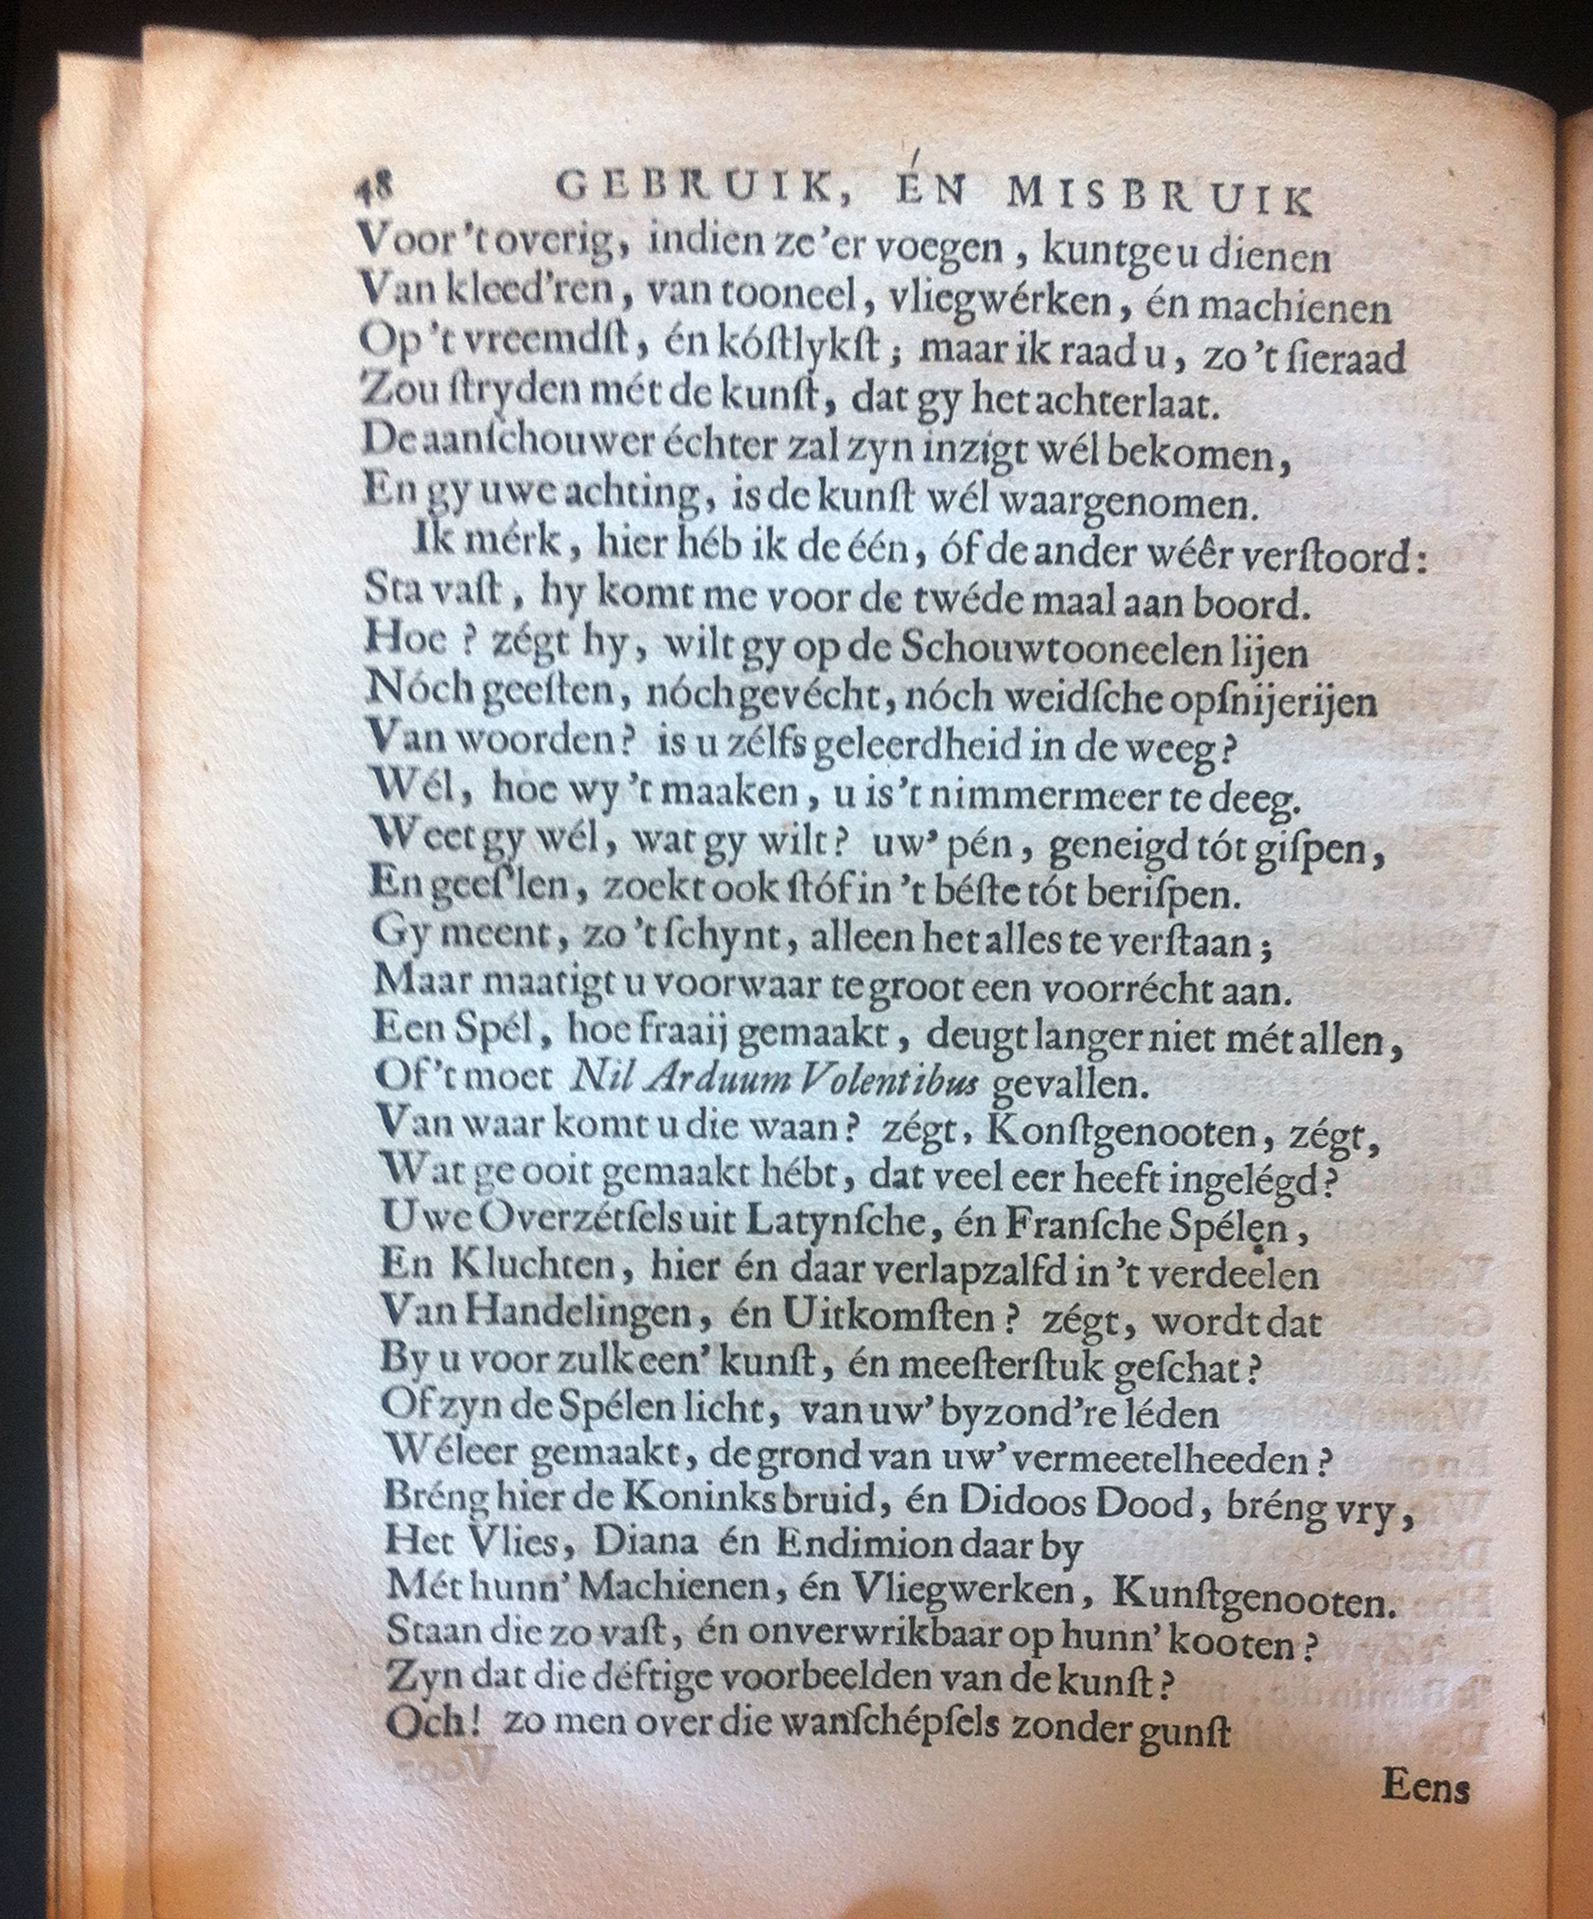 48 GEBRUIK, ÉN MISBRUIK
Voor 't overig, indien ze 'er voegen, kuntge u dienen
Van kleed'ren, van tooneel, vliegwérken, én machienen
Op 't vreemdſt, én kóſtlykſt; maar ik raad u, zo 't ſieraad
Zou ſtryden mét de kunſt, dat gy het achterlaat.
De aanſchouwer échter zal zyn inzigt wél bekomen,
En gy uwe achting, is de kunſt wél waargenomen.
Ik mérk, hier héb ik de één, óf de ander wéêr verſtoord:
Sta vaſt, hy komt me voor de twéde maal aan boord.
Hoe? zégt hy, wilt gy op de Schouwtooneelen lijen
Nóch geeſten, nóch gevécht, nóch weidſche opſnijerijen
Van woorden? is u zélfs geleerdheid in de weeg?
Wél, hoe wy 't maaken, u is 't nimmermeer te deeg.
Weet gy wél, wat gy wilt? uw' pén, geneigd tót giſpen,
En geeſ'len, zoekt ook ſtóf in 't béſte tót beriſpen.
Gy meent, zo 't ſchynt, alleen het alles te verſtaan;
Maar maatigt u voorwaar te groot een voorrécht aan.
Een Spél, hoe fraaij gemaakt, deugt langer niet mét allen,
Of 't moet Nil Arduum Volentibus gevallen.
Van waar komt u die waan? zégt, Konſtgenooten, zégt,
Wat ge ooit gemaakt hébt, dat veel eer heeft ingelégd?
Uwe Overzétſels uit Latynſche, én Franſche Spélen,
En Kluchten, hier én daar verlapzalfd in 't verdeelen
Van Handelingen, én Uitkomſten? zégt, wordt dat
By u voor zulk een' kunſt, én meeſterſtuk geſchat?
Of zyn de Spélen licht, van uw' byzond're léden
Wéleer gemaakt, de grond van uw' vermeetelheeden?
Bréng hier de Koninksbruid, én Didoos Dood, bréng vry,
Het Vlies, Diana én Endimion daar by
Mét hunn' Machienen, én Vliegwerken, Kunſtgenooten.
Staan die zo vaſt, én onverwrikbaar op hunn' kooten?
Zyn dat die déftige voorbeelden van de kunſt?
Och! zo men over die wanſchépſels zonder gunſt
Eens